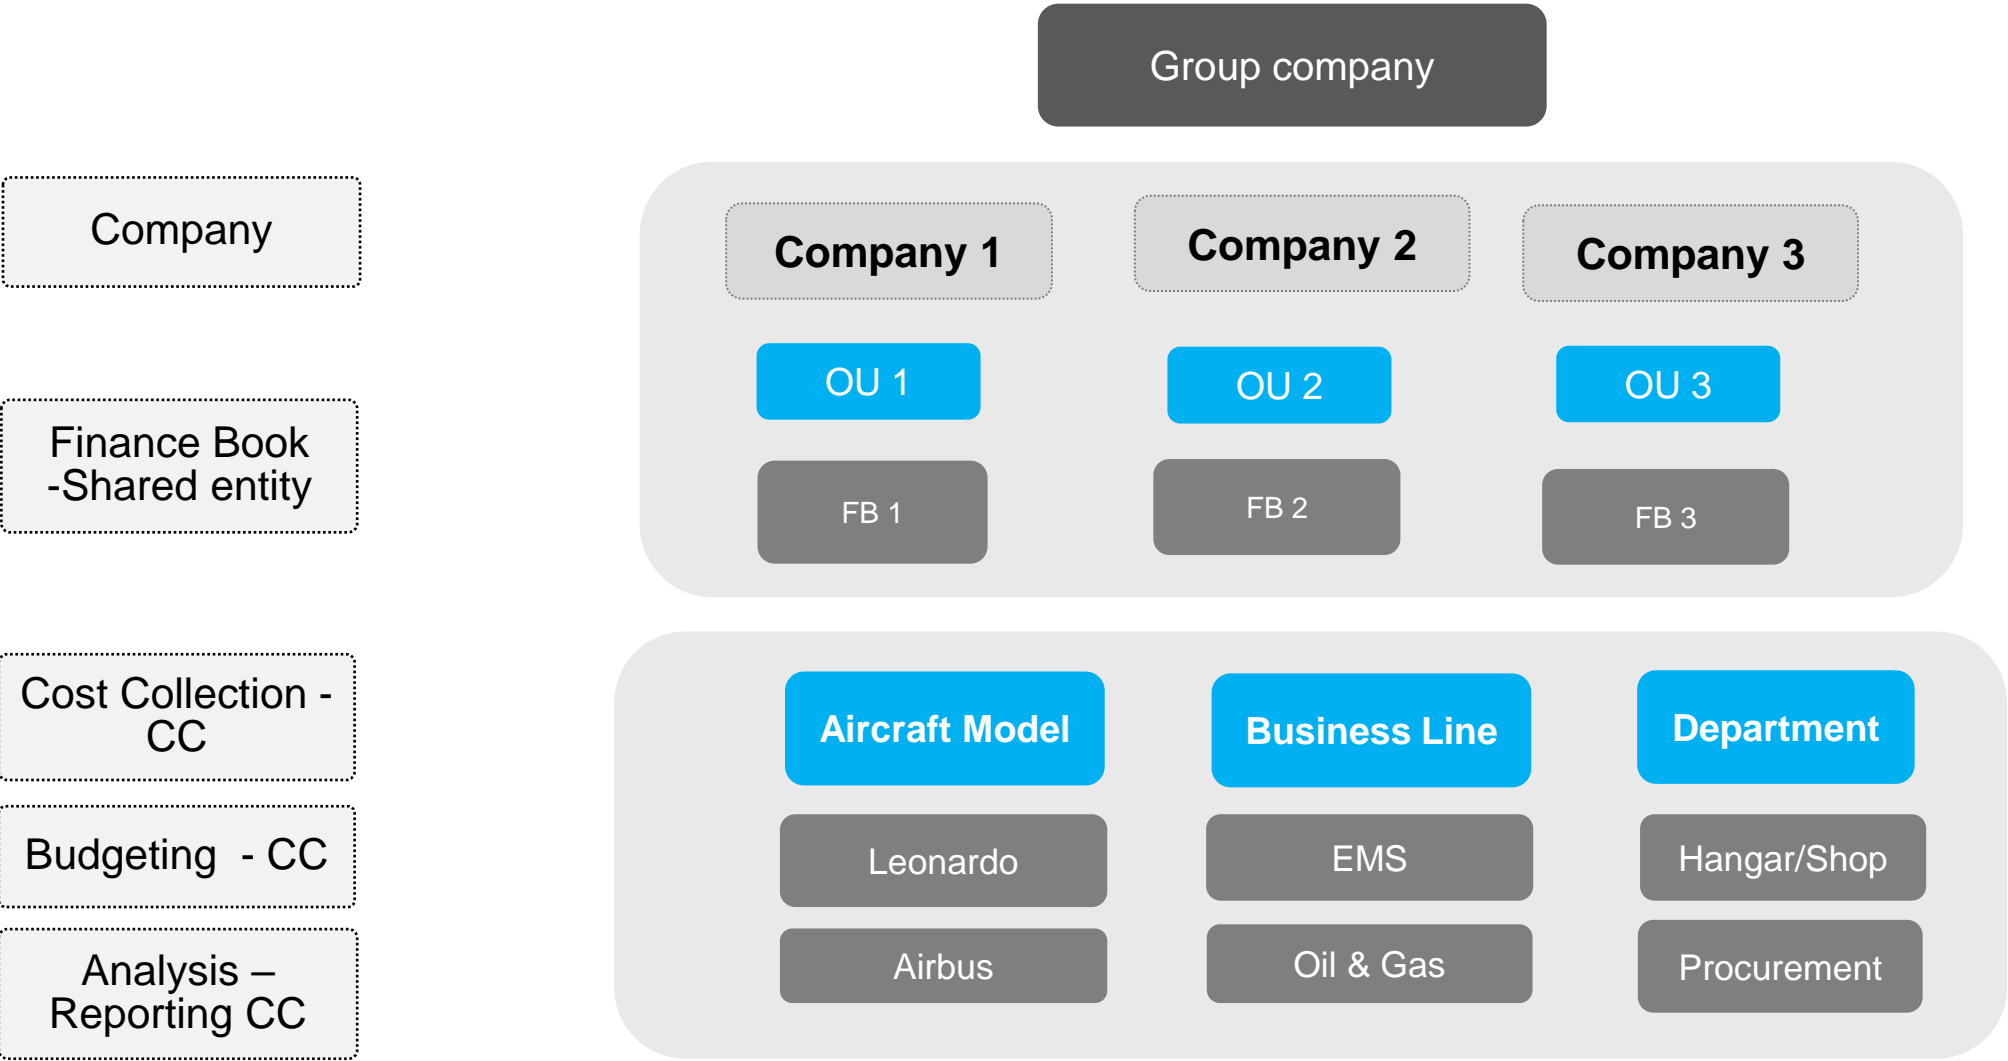 Group company
Company
Company 1
Company 2
Company 3
OU 1
OU 2
OU 3
Finance Book
-Shared entity
FB 1
FB 2
FB 3
Cost Collection -
CC
Aircraft Model
Business Line
Department
Budgeting  - CC
Leonardo
EMS
Hangar/Shop
Analysis –
Reporting CC
Airbus
Oil & Gas
Procurement